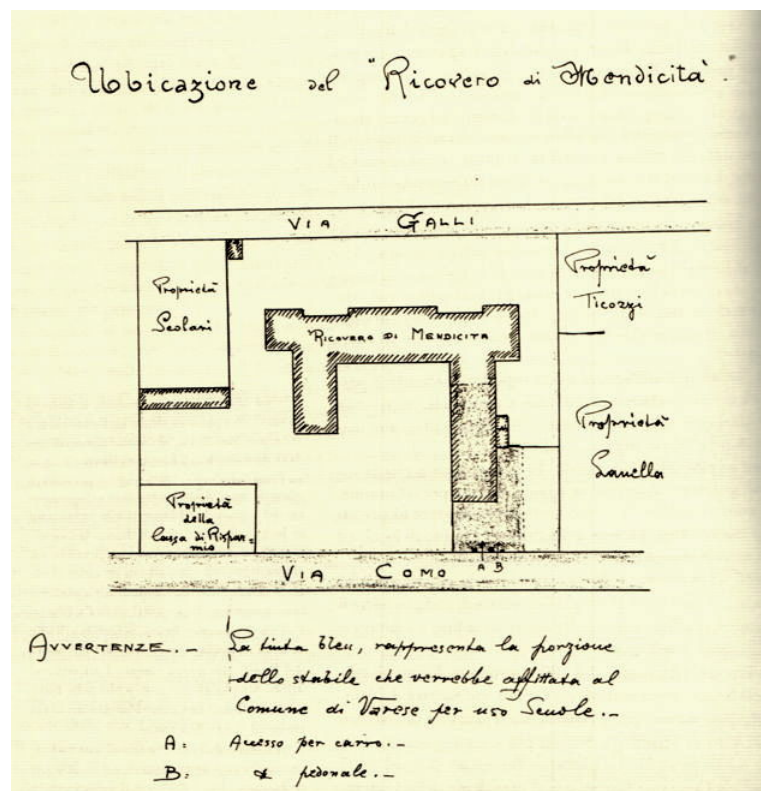 Ubicazione del "Ricovero di Mendicità".
VIA GALLI
Proprietà
Scolari
Proprietà
Ticozzi
RICOVERO DI MENDICITA
Proprietà
Zanella
Proprietà
della
Cassa di Rispar=
mio
A B
VIA COMO
AVVERTENZE.- La tinta bleu, rappresenta la porzione
dello stabile che verrebbe affittata al
Comune di Varese per uso Scuole.-
A: Accesso per carro.-
B: pedonale.-